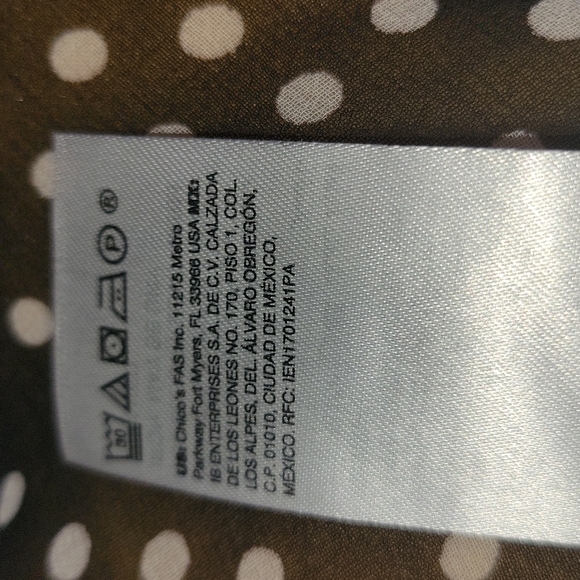 30 P ®
US: Chico's FAS Inc. 11215 Metro
Parkway Fort Myers, FL 33966 USA MX:
IB ENTERPRISES S.A. DE C.V. CALZADA
DE LOS LEONES NO. 170, PISO 1, COL.
LOS ALPES, DEL. ÁLVARO OBREGÓN,
C.P. 01010, CIUDAD DE MÉXICO,
MÉXICO. RFC: IEN1701241PA